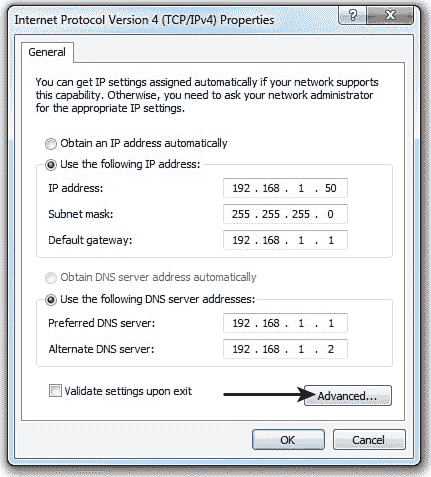 Internet Protocol Version 4 (TCP/IPv4) Properties
General
You can get IP settings assigned automatically if your network supports
this capability. Otherwise, you need to ask your network administrator
for the appropriate IP settings.
Obtain an IP address automatically
Use the following IP address:
IP address: 192 . 168 . 1 . 50
Subnet mask: 255 . 255 . 255 . 0
Default gateway: 192 . 168 . 1 . 1
Obtain DNS server address automatically
Use the following DNS server addresses:
Preferred DNS server: 192 . 168 . 1 . 1
Alternate DNS server: 192 . 168 . 1 . 2
Validate settings upon exit Advanced...
OK Cancel